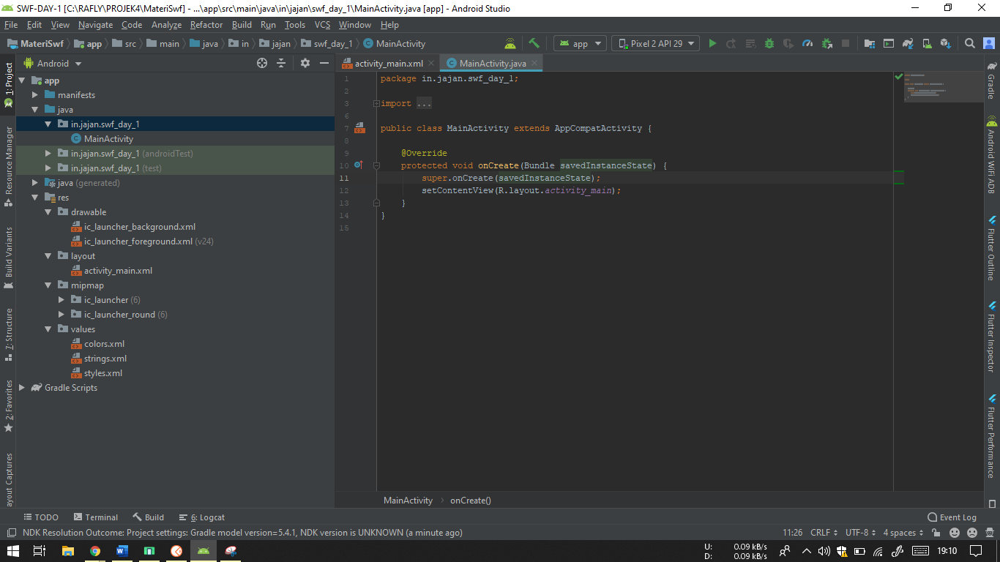 SWF-DAY-1 [C:\RAFLY\PROJEK4\MateriSwf] - ...\app\src\main\java\in\jajan\swf_day_1\MainActivity.java [app] - Android Studio
File Edit View Navigate Code Analyze Refactor Build Run Tools VCS Window Help
MateriSwf app src main java in jajan swf_day_1 MainActivity app Pixel 2 API 29
Android
activity_main.xml MainActivity.java
1: Project
Resource Manager
Build Variants
7: Structure
2: Favorites
ayout Captures
app
manifests
java
in.jajan.swf_day_1
MainActivity
in.jajan.swf_day_1 (androidTest)
in.jajan.swf_day_1 (test)
java (generated)
res
drawable
ic_launcher_background.xml
ic_launcher_foreground.xml (v24)
layout
activity_main.xml
mipmap
ic_launcher (6)
ic_launcher_round (6)
values
colors.xml
strings.xml
styles.xml
Gradle Scripts
1 package in.jajan.swf_day_1;
2
3 import ...
6
7 public class MainActivity extends AppCompatActivity {
8
9 @Override
10 protected void onCreate(Bundle savedInstanceState) {
11 super.onCreate(savedInstanceState);
12 setContentView(R.layout.activity_main);
13 }
14 }
15
Gradle
Android WiFi ADB
Flutter Outline
Flutter Inspector
Flutter Performance
MainActivity onCreate()
TODO Terminal Build 6: Logcat Event Log
NDK Resolution Outcome: Project settings: Gradle model version=5.4.1, NDK version is UNKNOWN (a minute ago) 11:26 CRLF UTF-8 4 spaces
U: 0.09 kB/s
D: 0.09 kB/s
19:10